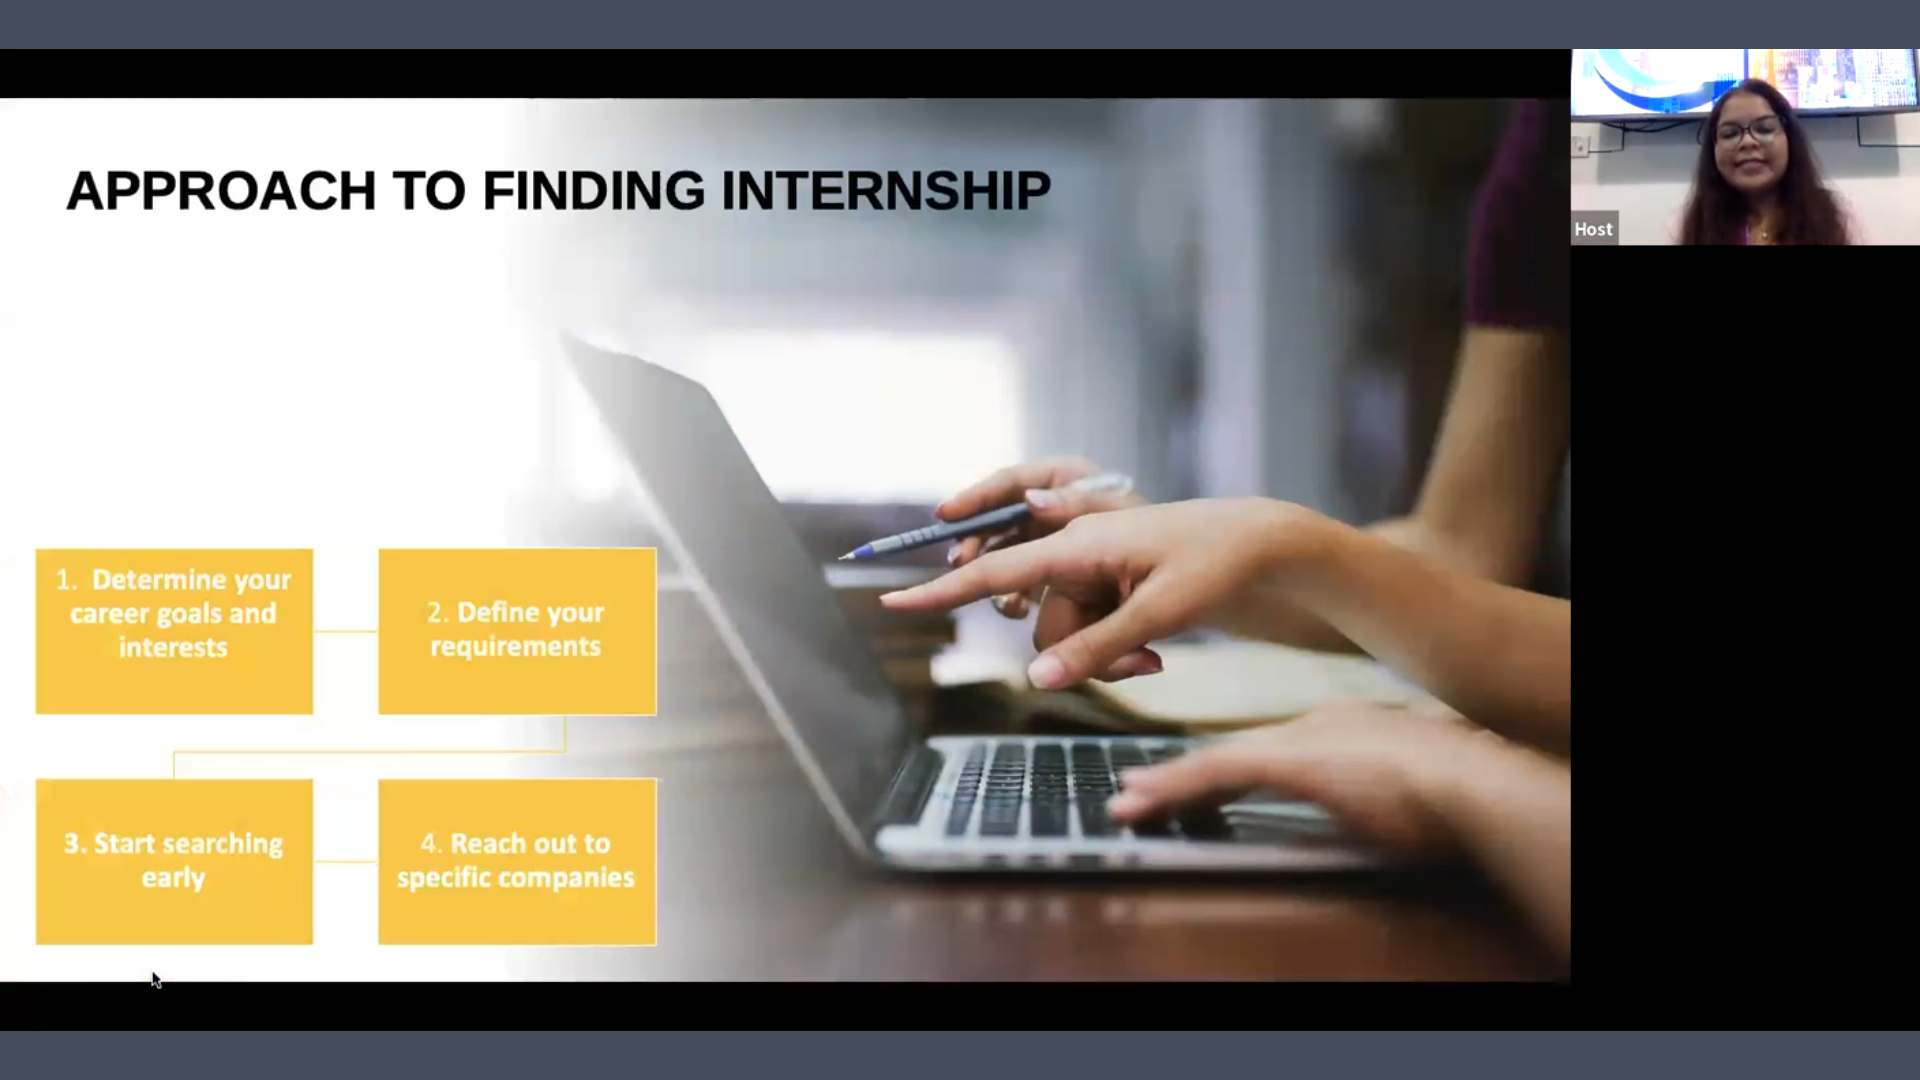 APPROACH TO FINDING INTERNSHIP
Host
1. Determine your
career goals and
interests
2. Define your
requirements
3. Start searching
early
4. Reach out to
specific companies